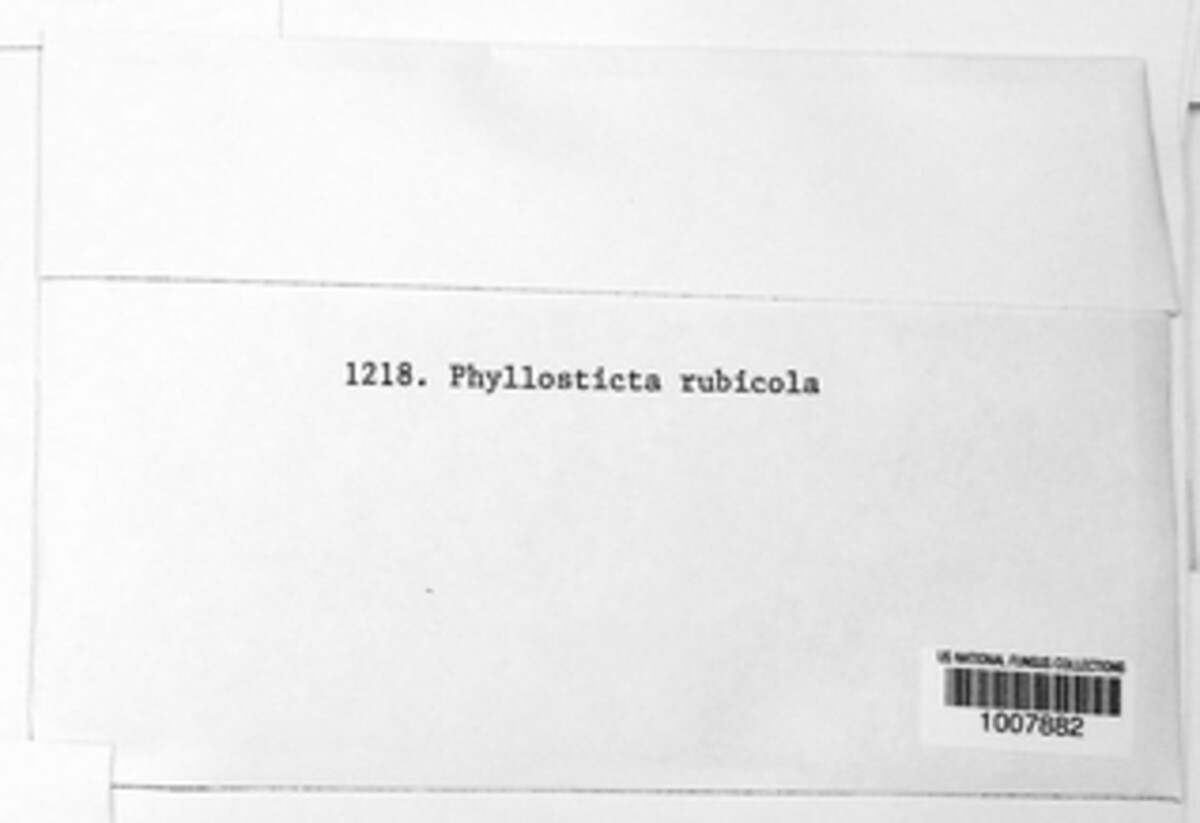 1218. Phyllosticta rubicola
US NATIONAL FUNGUS COLLECTIONS
1007882